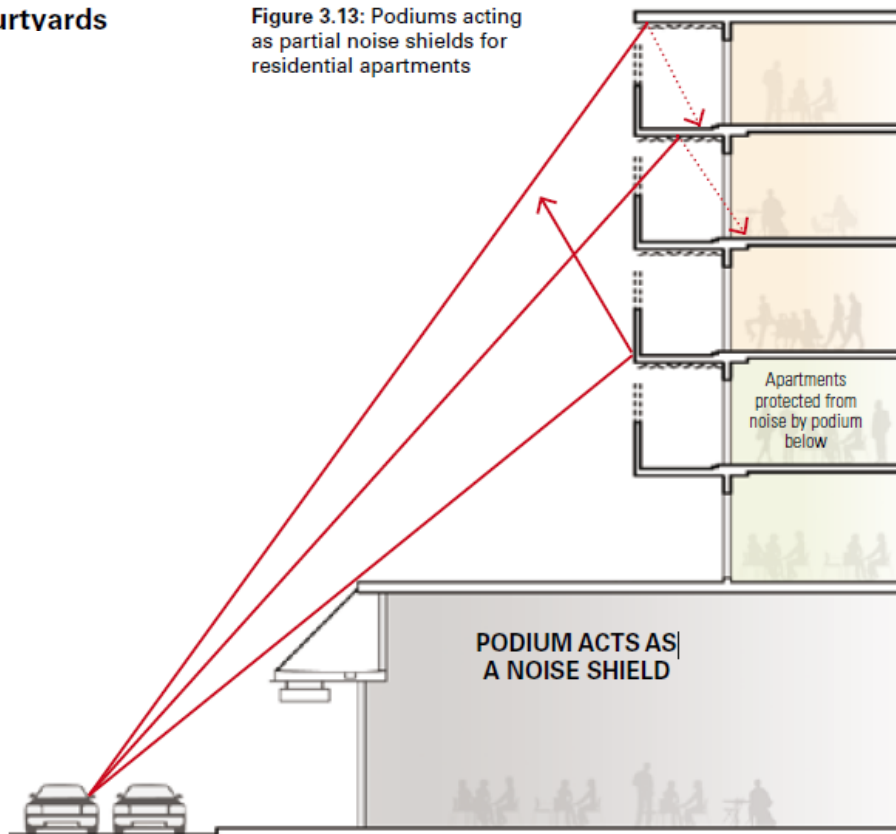 Figure 3.13: Podiums acting
as partial noise shields for
residential apartments
Apartments
protected from
noise by podium
below
PODIUM ACTS AS
A NOISE SHIELD